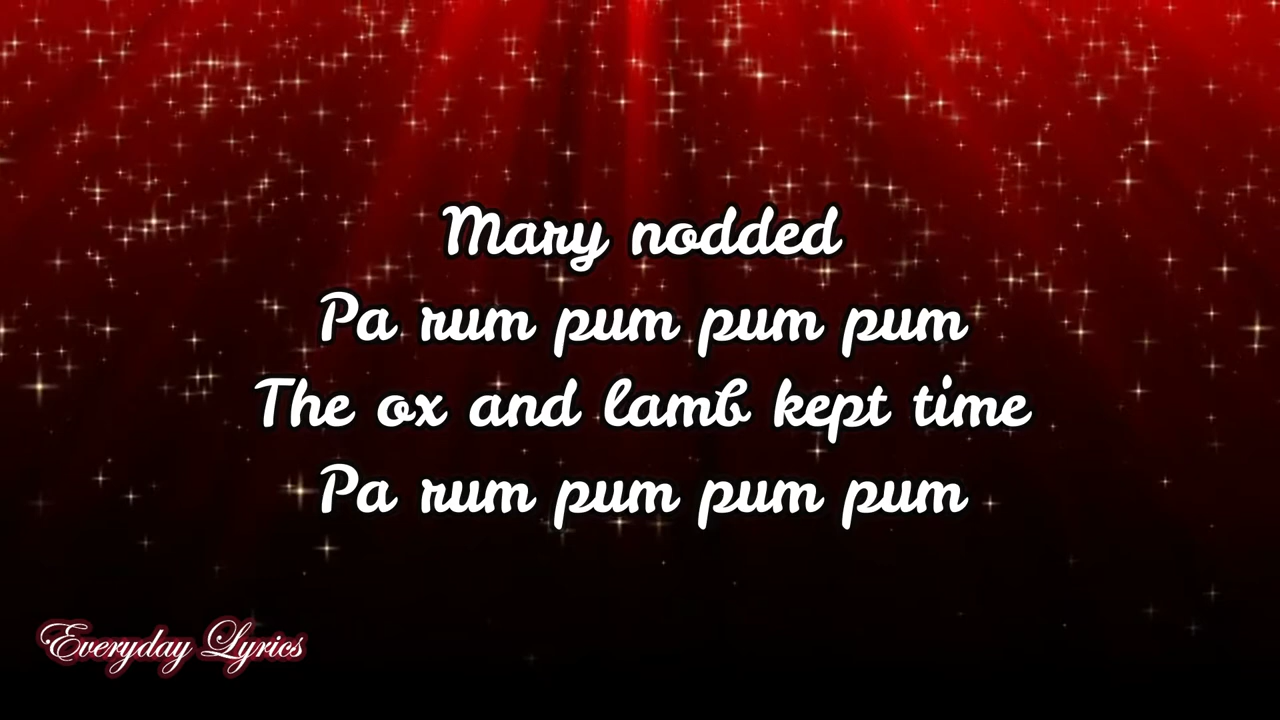 Mary nodded
Pa rum pum pum pum
The ox and lamb kept time
Pa rum pum pum pum
Everyday Lyrics